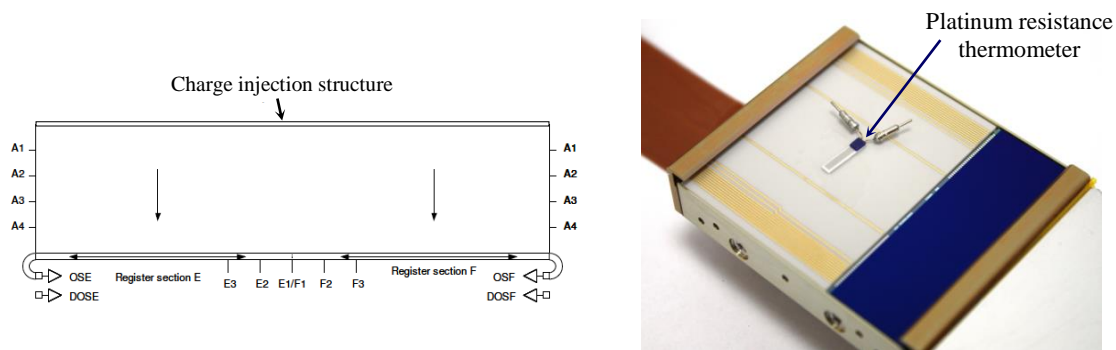 Charge injection structure
A1
A2
A3
A4
A1
A2
A3
A4
OSE
DOSE
Register section E
E3
E2
E1/F1
F2
F3
Register section F
OSF
DOSF
Platinum resistance
thermometer